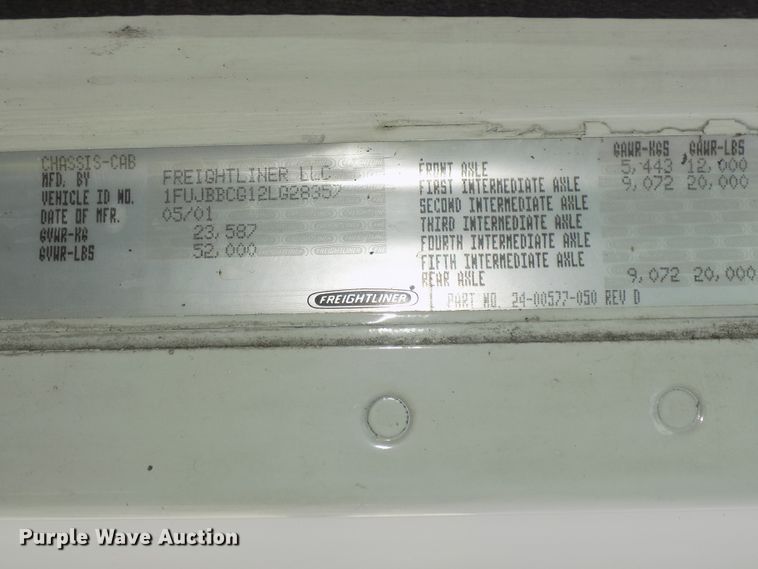 CHASSIS-CAB
MFD. BY FREIGHTLINER LLC
VEHICLE ID NO. 1FUJBBCG12LG28357
DATE OF MFR. 05/01
GVWR-KG 23,587
GVWR-LBS 52,000
GAWR-KGS GAWR-LBS
FRONT AXLE 5,443 12,000
FIRST INTERMEDIATE AXLE 9,072 20,000
SECOND INTERMEDIATE AXLE
THIRD INTERMEDIATE AXLE
FOURTH INTERMEDIATE AXLE
FIFTH INTERMEDIATE AXLE
REAR AXLE 9,072 20,000
FREIGHTLINER
PART NO. 24-00577-050 REV D
Purple Wave Auction